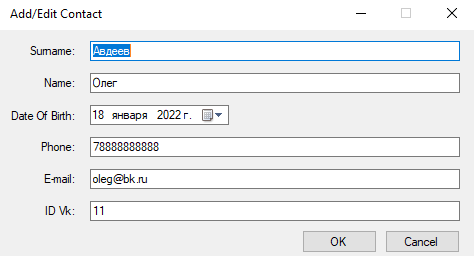 Add/Edit Contact
Surname: Авдеев
Name: Олег
Date Of Birth: 18 января 2022 г.
Phone: 78888888888
E-mail: oleg@bk.ru
ID Vk: 11
OK Cancel